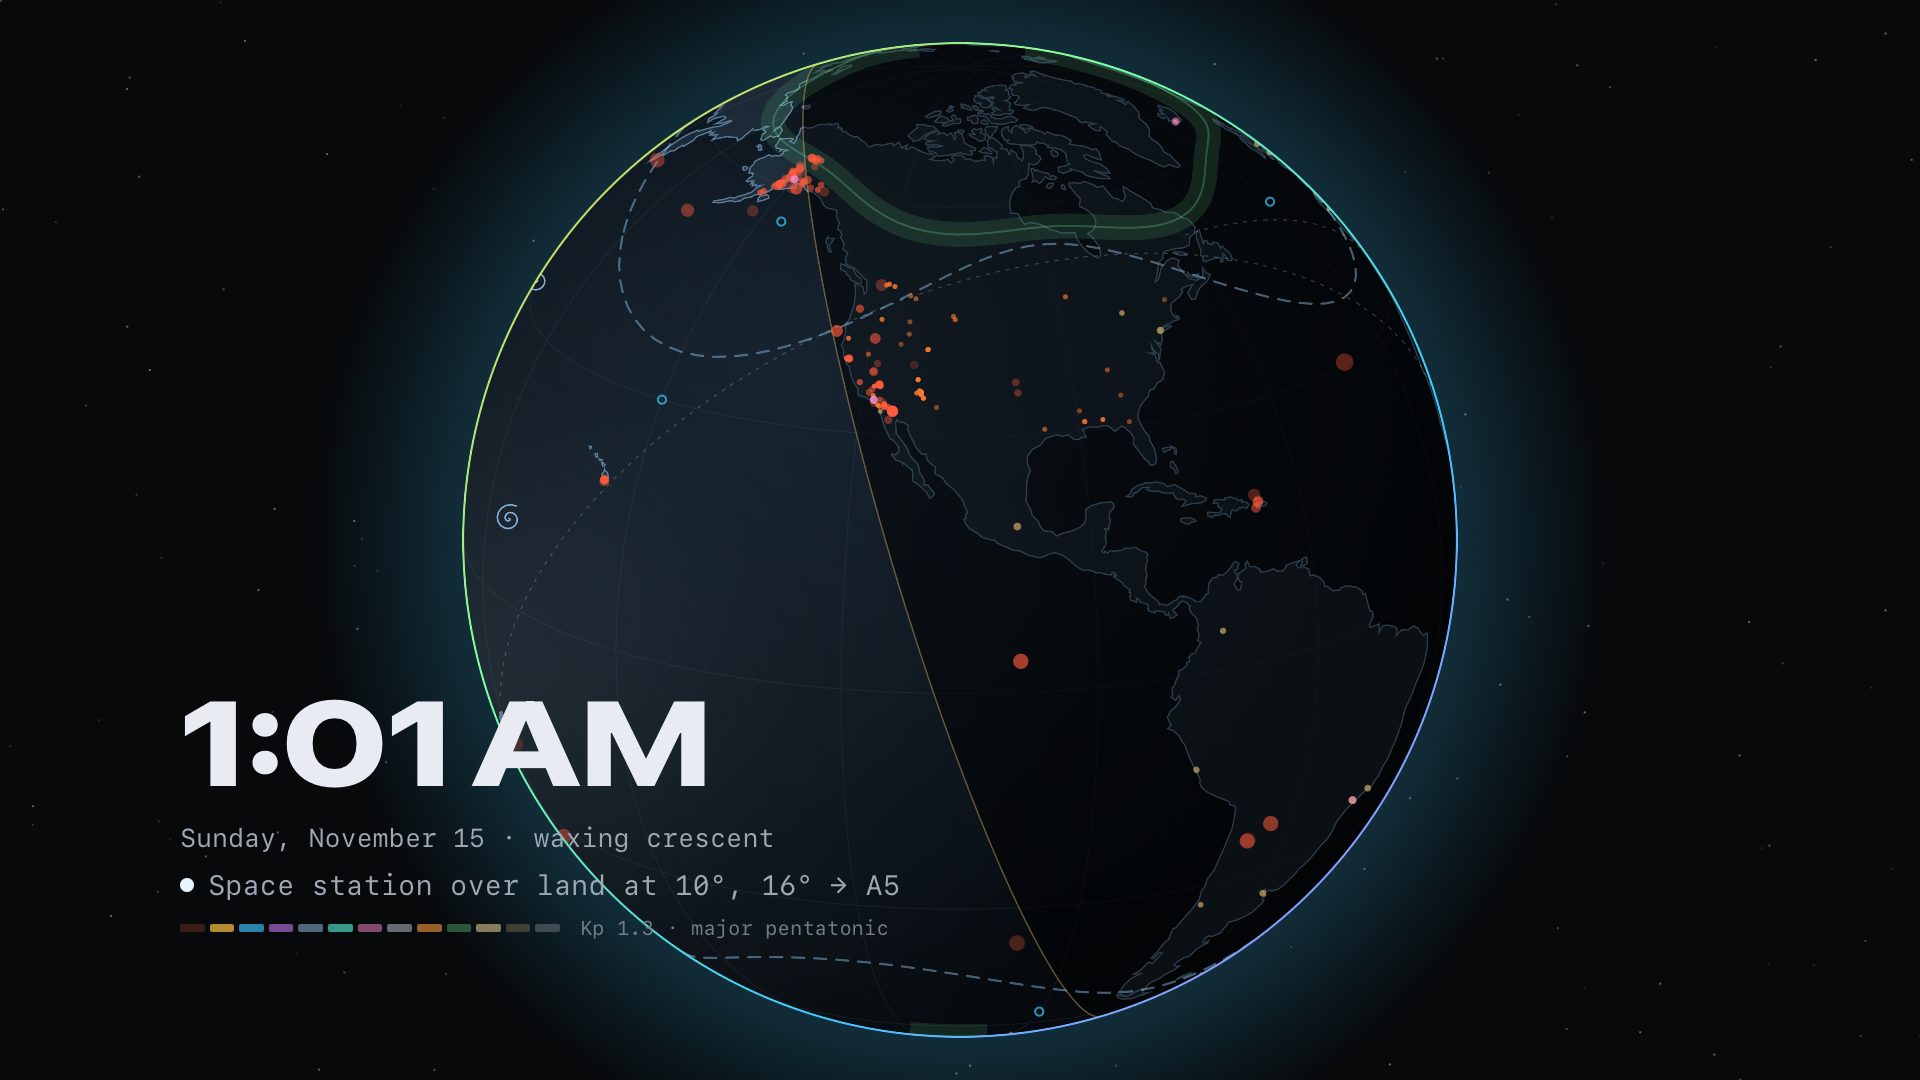 1:01 AM
Sunday, November 15 · waxing crescent
Space station over land at 10°, 16° → A5
Kp 1.3 · major pentatonic